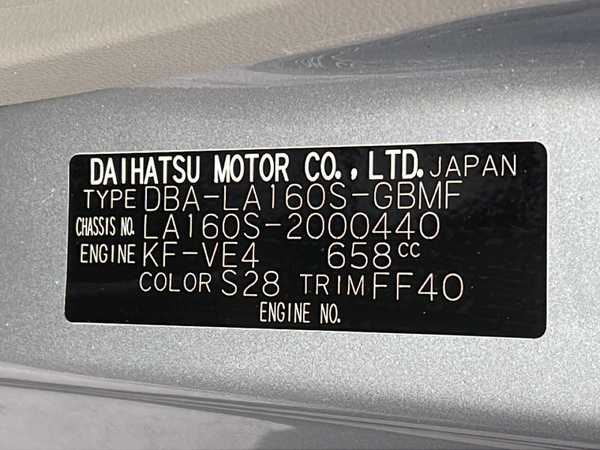 DAIHATSU MOTOR CO., LTD. JAPAN
TYPE DBA-LA160S-GBMF
CHASSIS NO. LA160S-2000440
ENGINE KF-VE4 658cc
COLOR S28 TRIM FF40
ENGINE NO.